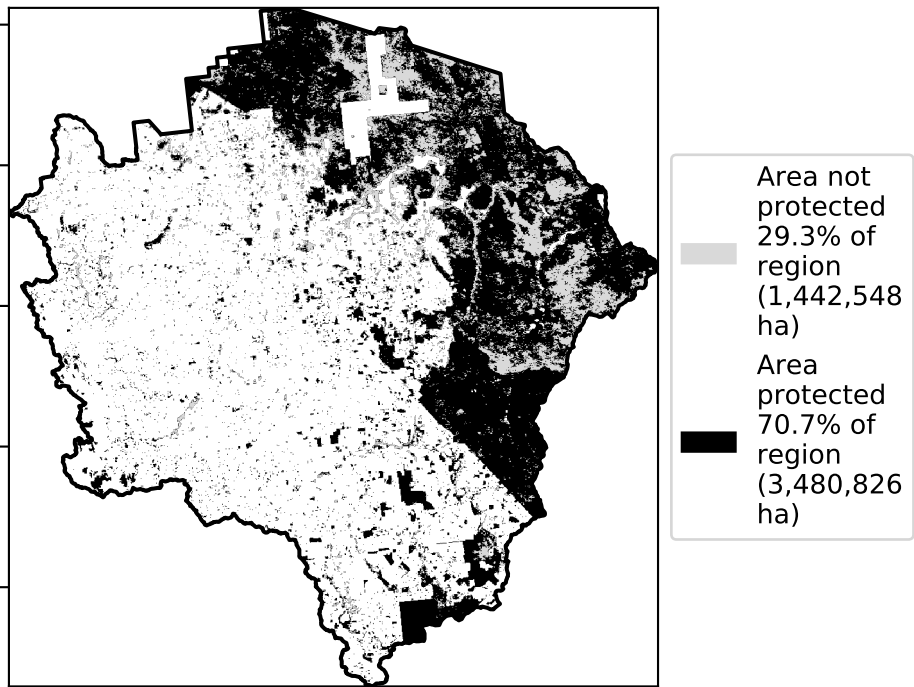 Area not
protected
29.3% of
region
(1,442,548
ha)
Area
protected
70.7% of
region
(3,480,826
ha)